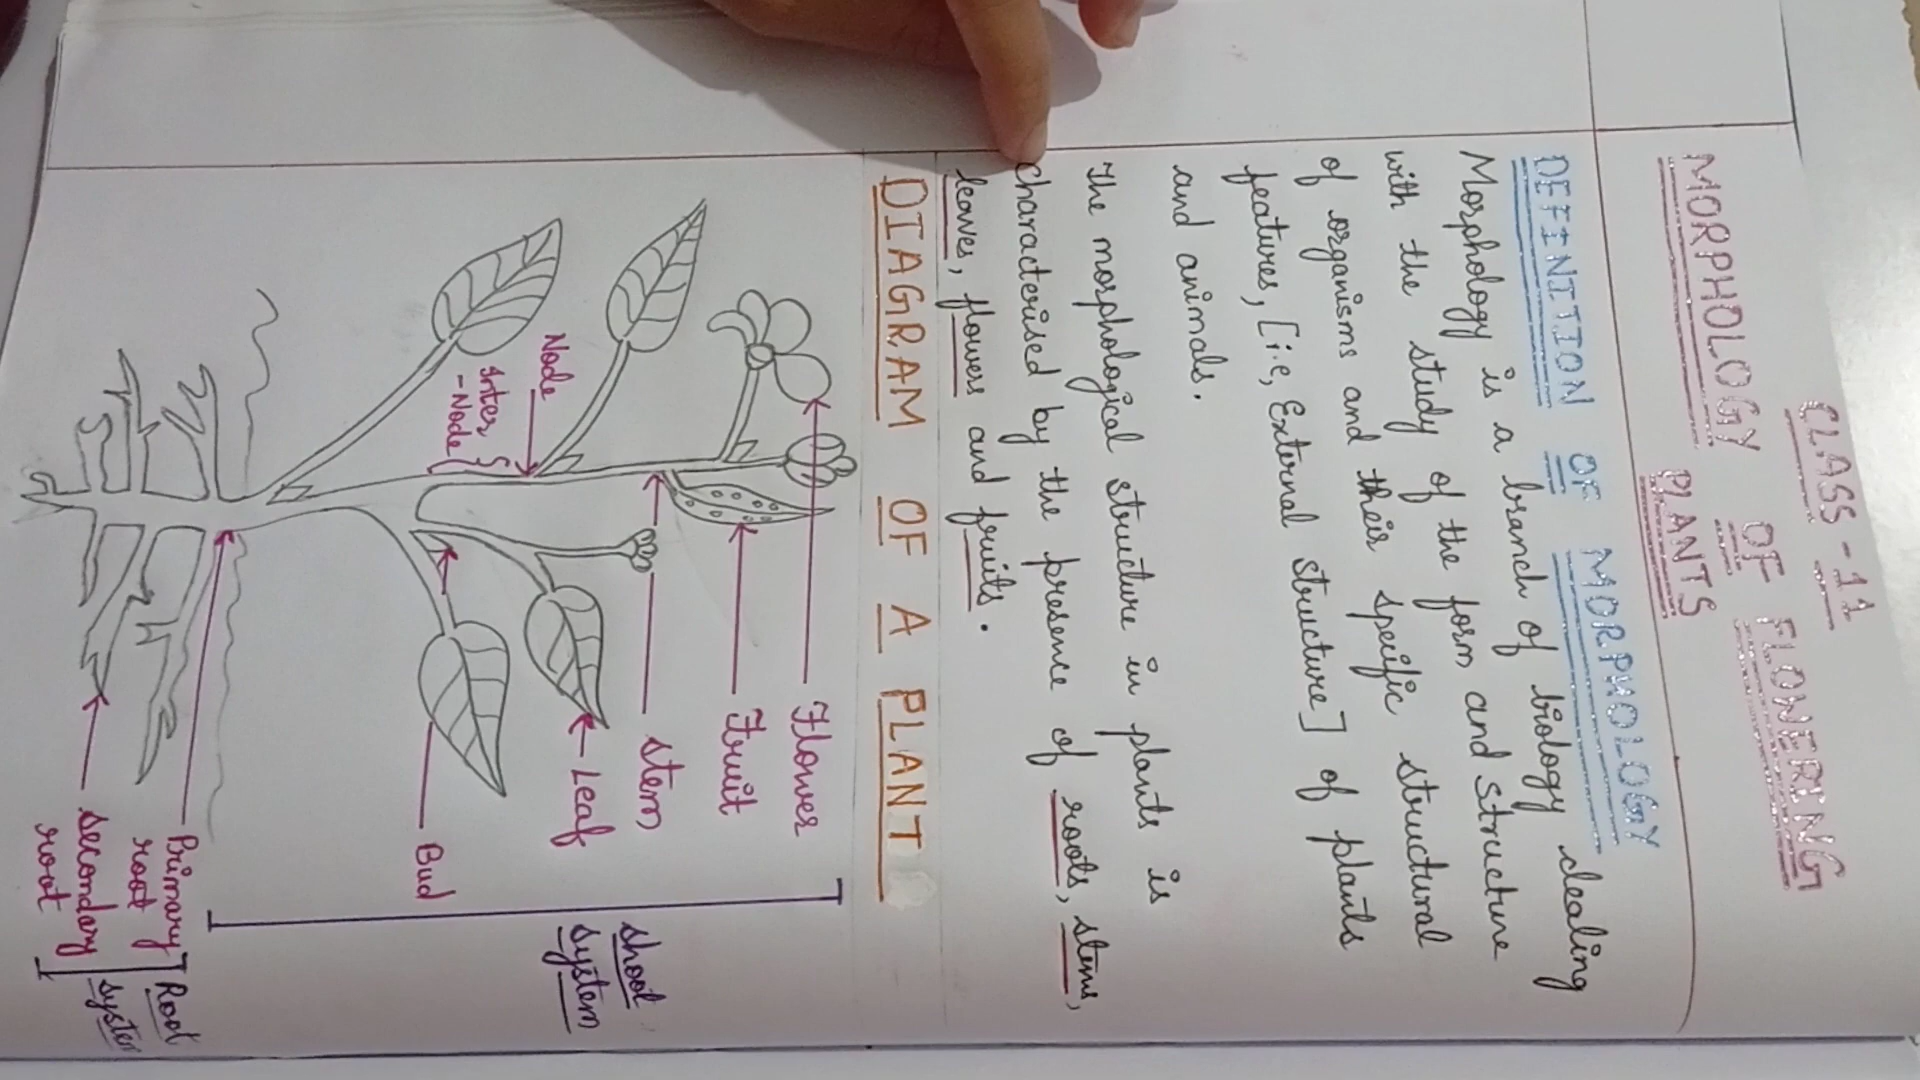 CLASS - 11
MORPHOLOGY OF FLOWERING
PLANTS
DEFINITION OF MORPHOLOGY
Morphology is a branch of biology dealing
with the study of the form and structure
of organisms and their specific structural
features, [i.e, External structure] of plants
and animals.
The morphological structure in plants is
characterised by the presence of roots, stems,
leaves, flowers and fruits.
DIAGRAM OF A PLANT
Flower
Fruit
stem
Leaf
Node
Inter
-Node
Bud
shoot
system
Primary
root
secondary
root
Root
system